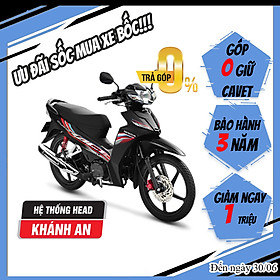 ƯU ĐÃI SỐC MUA XE BỐC!!!
TRẢ GÓP
0%
GÓP
0 GIỮ
CAVET
BẢO HÀNH
3 NĂM
GIẢM NGAY
1 TRIỆU
HỆ THỐNG HEAD
KHÁNH AN
Đến ngày 30/06